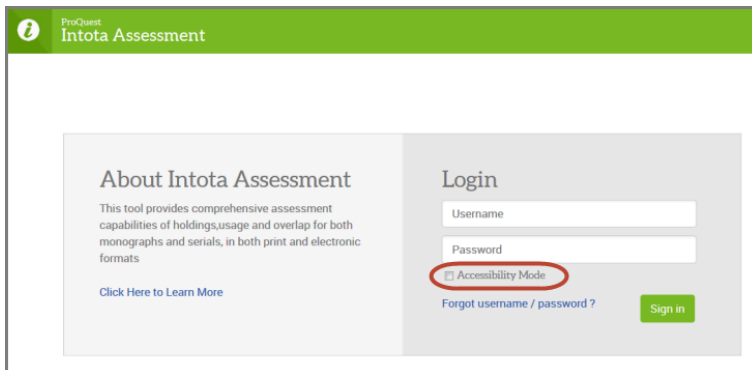 ProQuest
Intota Assessment
About Intota Assessment
This tool provides comprehensive assessment
capabilities of holdings,usage and overlap for both
monographs and serials, in both print and electronic
formats
Click Here to Learn More
Login
Username
Password
Accessibility Mode
Forgot username / password ?
Sign in